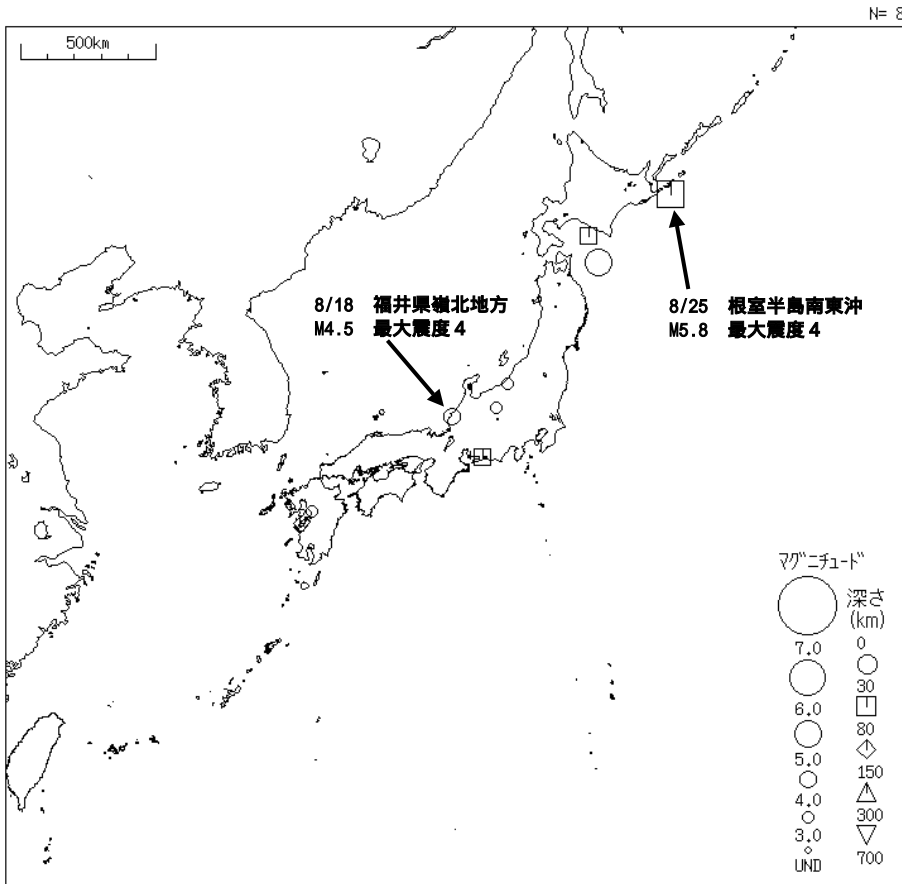 N= 8
500km
8/18 福井県嶺北地方
M4.5 最大震度4
8/25 根室半島南東沖
M5.8 最大震度4
マグニチュード
深さ
(km)
7.0
0
30
6.0
80
5.0
150
4.0
300
3.0
700
UND